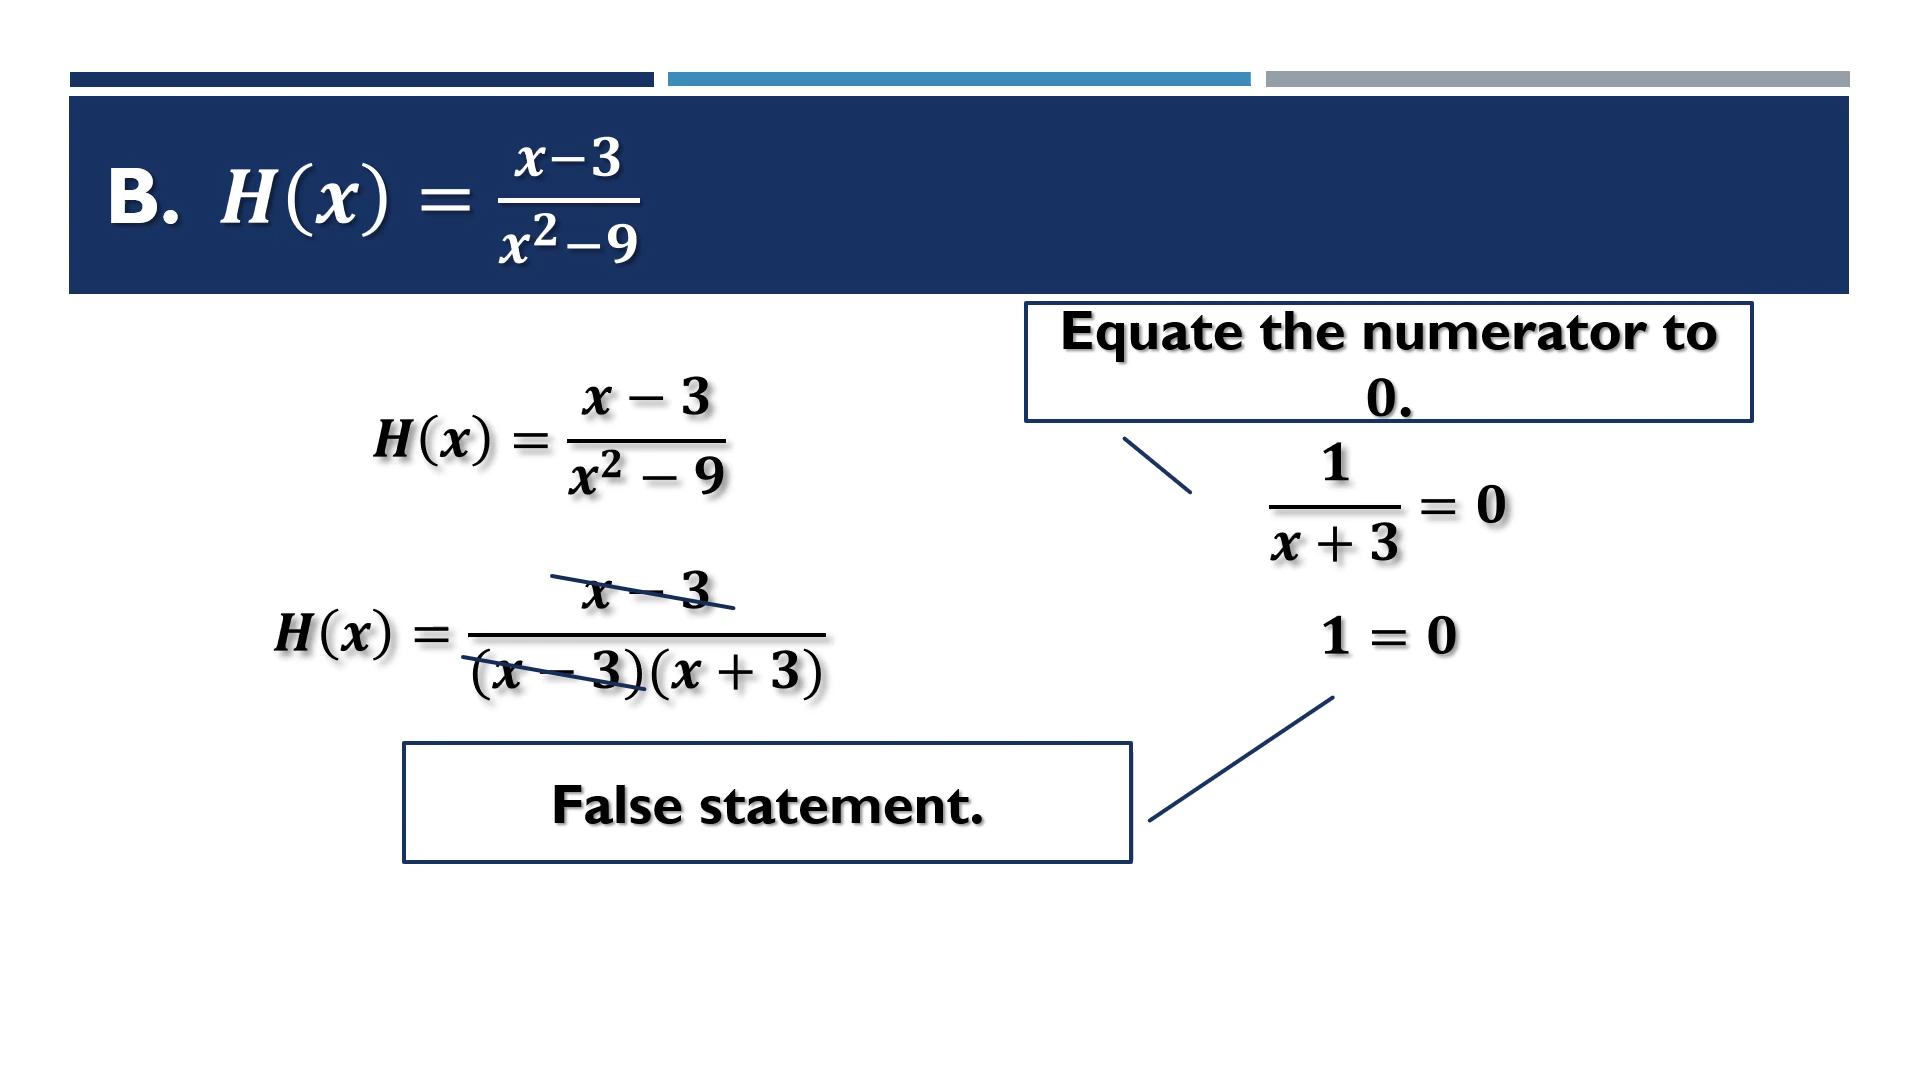 B. H(x) = x−3 / x²−9
H(x) = x − 3 / x² − 9
H(x) = x − 3 / (x − 3)(x + 3)
Equate the numerator to
0.
1 / x + 3 = 0
1 = 0
False statement.